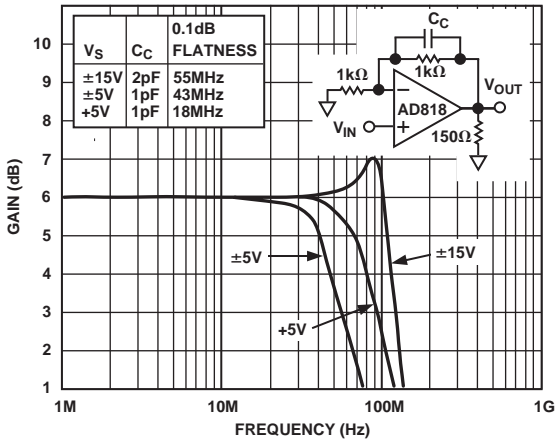 0.1dB
VS CC FLATNESS
±15V 2pF 55MHz
±5V 1pF 43MHz
+5V 1pF 18MHz
CC
1kΩ
1kΩ
AD818
VIN
VOUT
150Ω
10
9
8
7
6
5
4
3
2
1
GAIN (dB)
±5V
±15V
+5V
1M 10M 100M 1G
FREQUENCY (Hz)